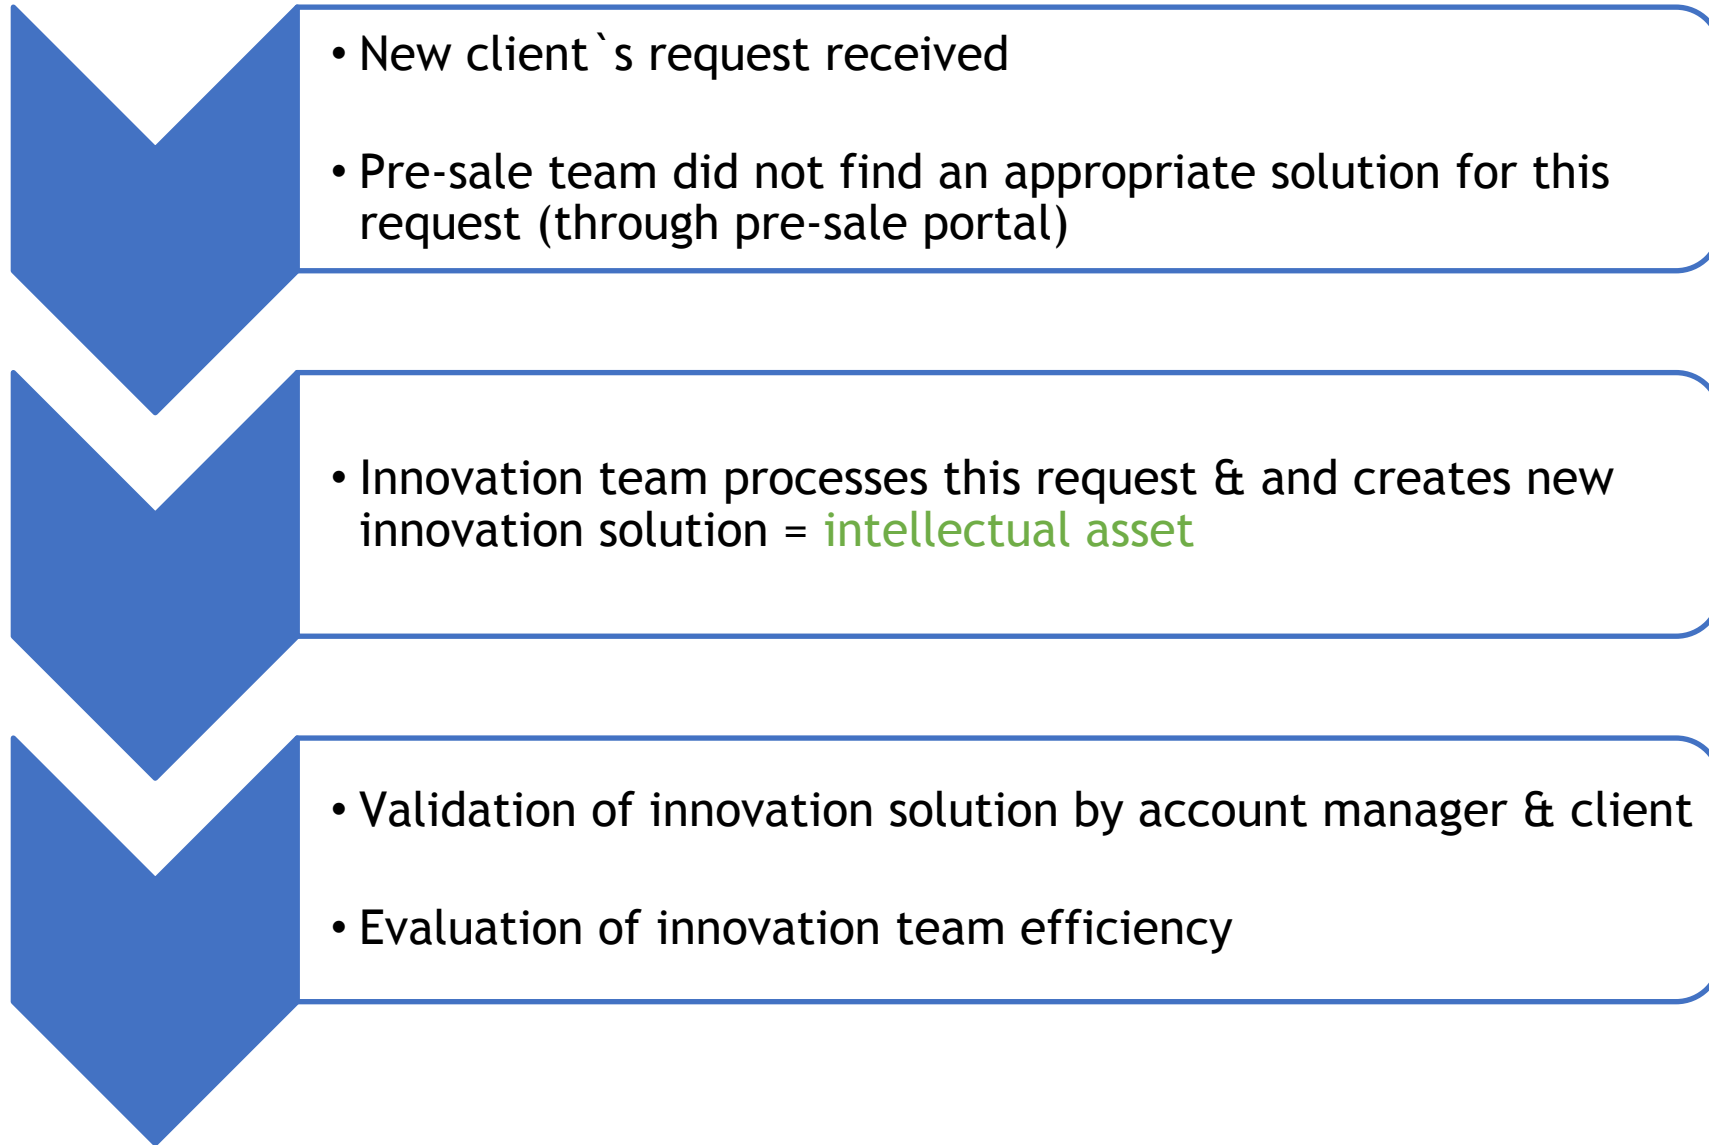 • New client`s request received
• Pre-sale team did not find an appropriate solution for this
request (through pre-sale portal)
• Innovation team processes this request & and creates new
innovation solution = intellectual asset
• Validation of innovation solution by account manager & client
• Evaluation of innovation team efficiency